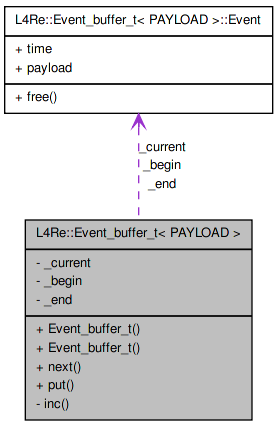 L4Re::Event_buffer_t< PAYLOAD >::Event
+ time
+ payload
+ free()
_current
_begin
_end
L4Re::Event_buffer_t< PAYLOAD >
- _current
- _begin
- _end
+ Event_buffer_t()
+ Event_buffer_t()
+ next()
+ put()
- inc()